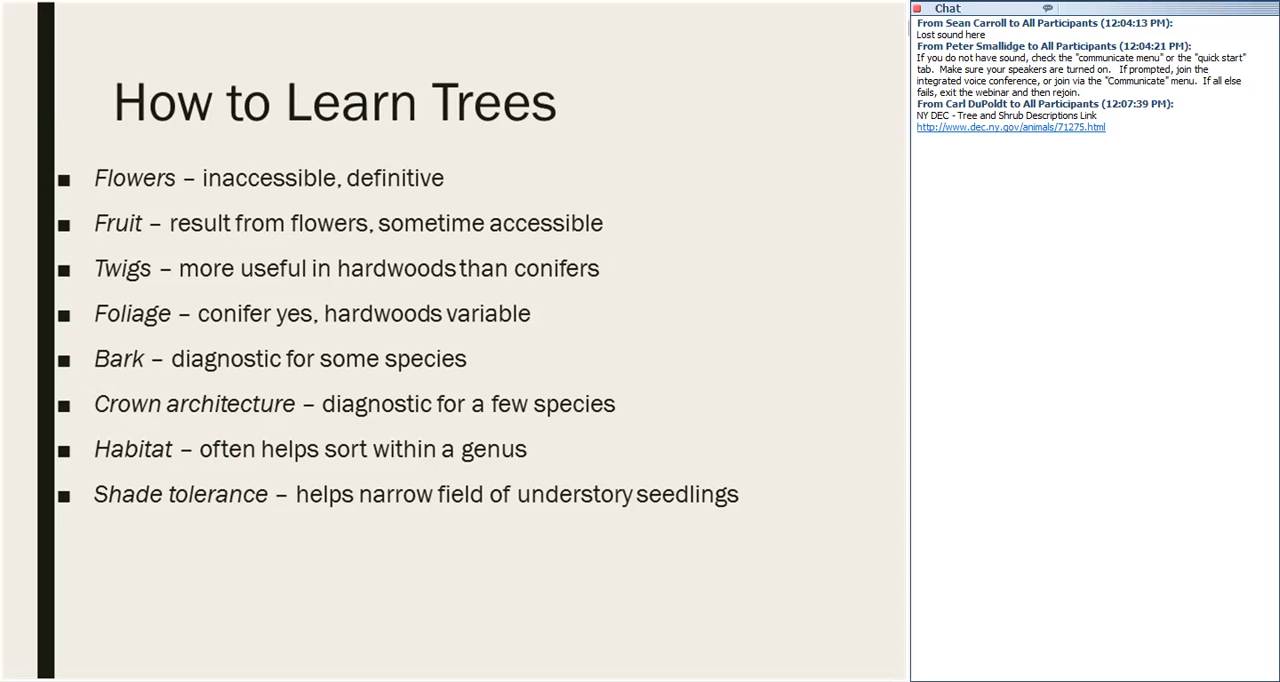 How to Learn Trees
■ Flowers – inaccessible, definitive
■ Fruit – result from flowers, sometime accessible
■ Twigs – more useful in hardwoods than conifers
■ Foliage – conifer yes, hardwoods variable
■ Bark – diagnostic for some species
■ Crown architecture – diagnostic for a few species
■ Habitat – often helps sort within a genus
■ Shade tolerance – helps narrow field of understory seedlings
Chat
From Sean Carroll to All Participants (12:04:13 PM):
Lost sound here
From Peter Smallidge to All Participants (12:04:21 PM):
If you do not have sound, check the "communicate menu" or the "quick start"
tab. Make sure your speakers are turned on. If prompted, join the
integrated voice conference, or join via the "Communicate" menu. If all else
fails, exit the webinar and then rejoin.
From Carl DuPoldt to All Participants (12:07:39 PM):
NY DEC - Tree and Shrub Descriptions Link
http://www.dec.ny.gov/animals/71275.html